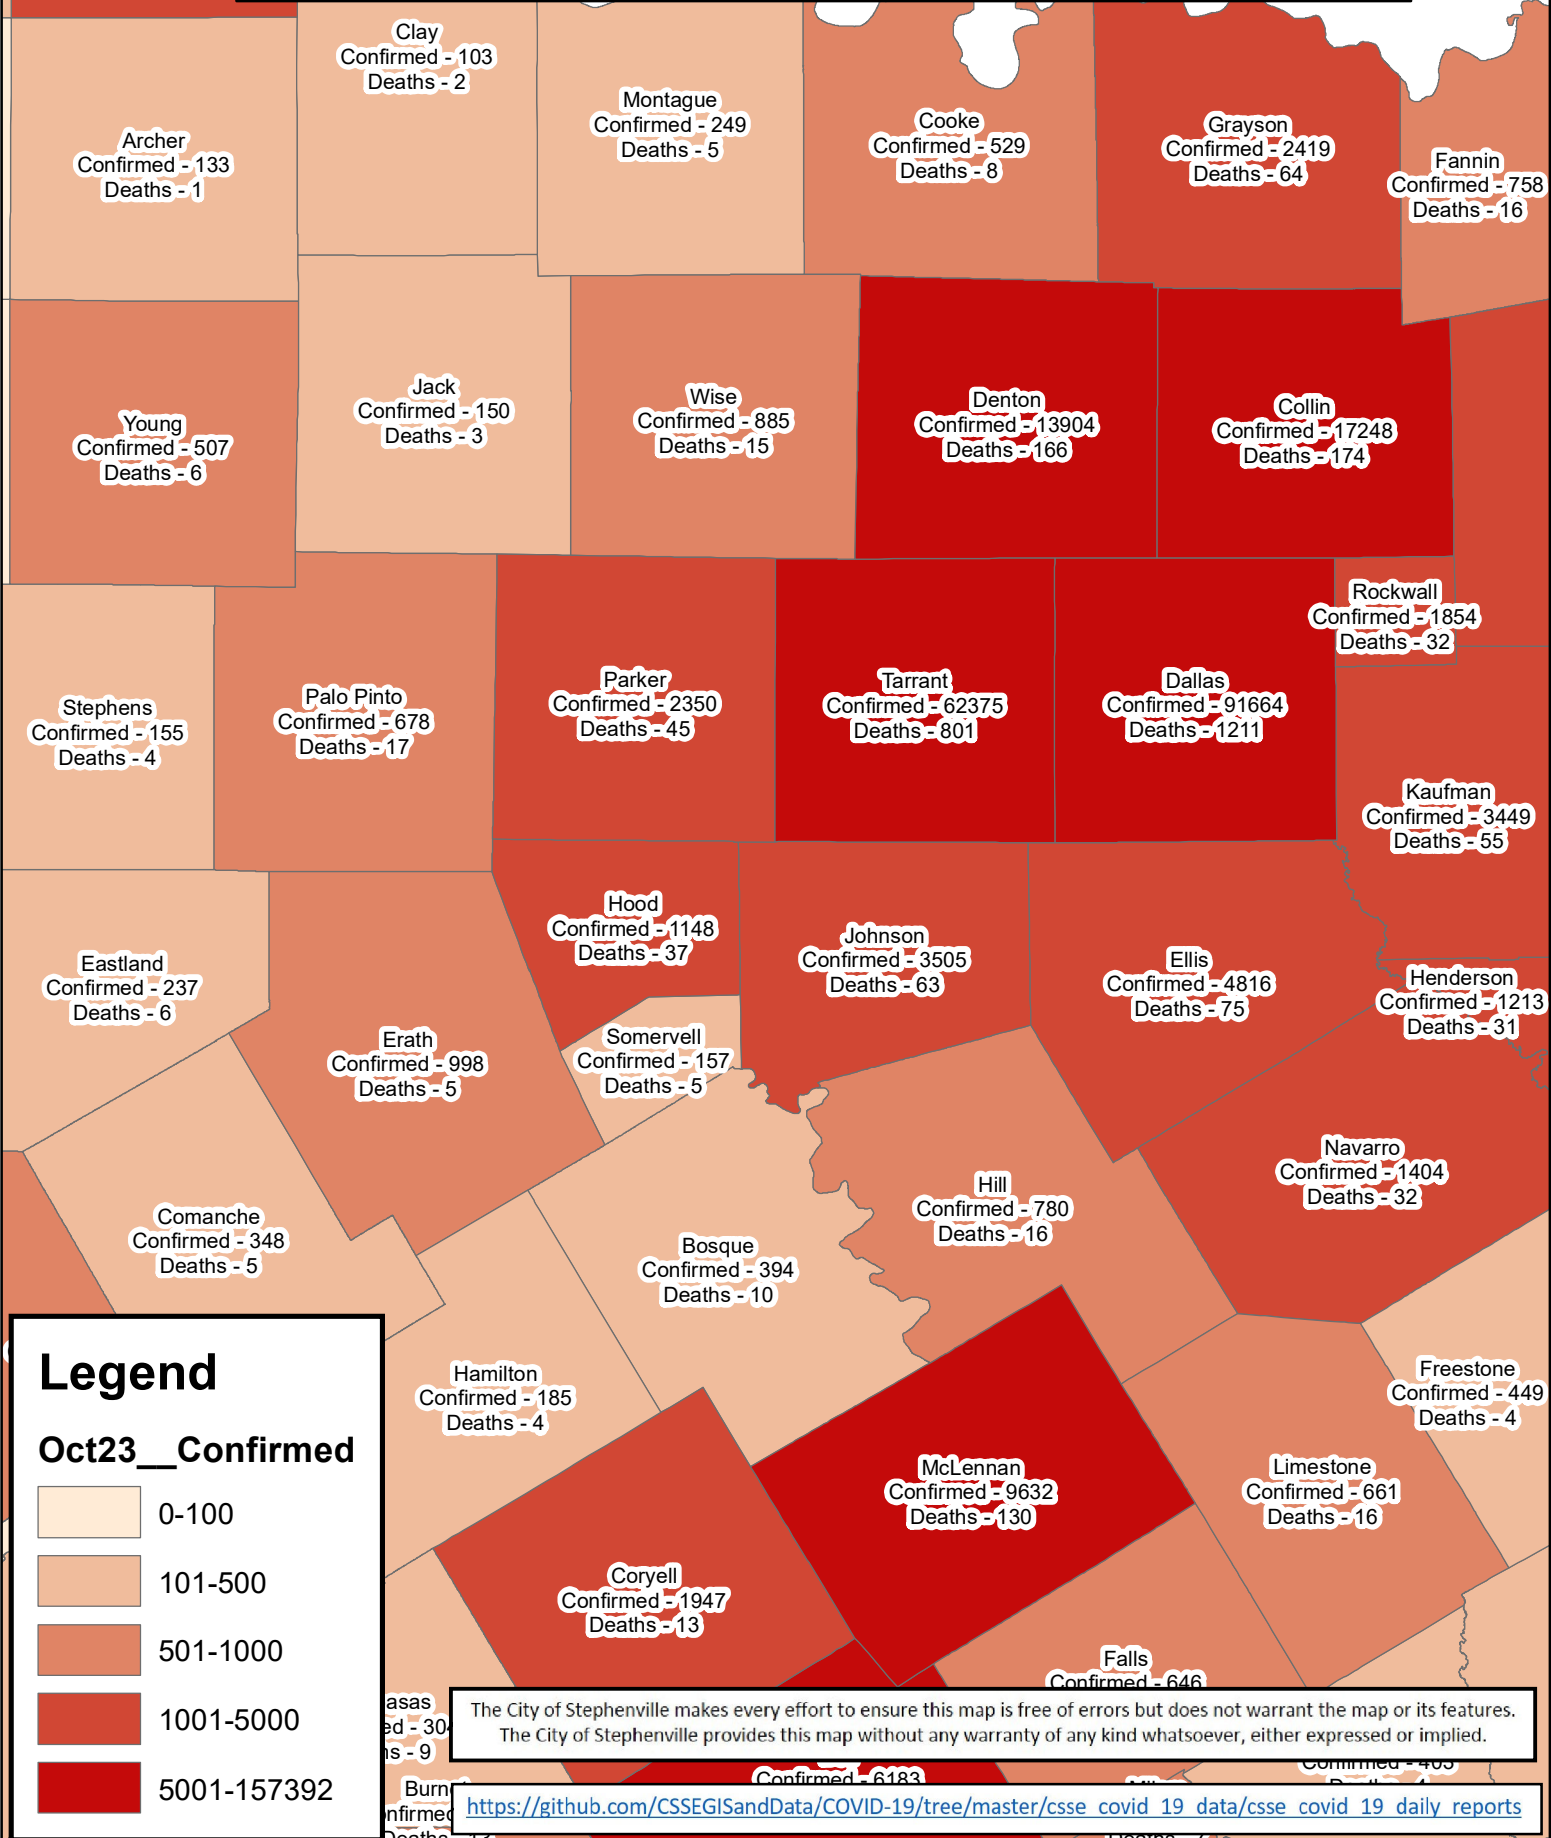 Clay
Confirmed - 103
Deaths - 2
Montague
Confirmed - 249
Deaths - 5
Archer
Confirmed - 133
Deaths - 1
Cooke
Confirmed - 529
Deaths - 8
Grayson
Confirmed - 2419
Deaths - 64
Fannin
Confirmed - 758
Deaths - 16
Young
Confirmed - 507
Deaths - 6
Jack
Confirmed - 150
Deaths - 3
Wise
Confirmed - 885
Deaths - 15
Denton
Confirmed - 13904
Deaths - 166
Collin
Confirmed - 17248
Deaths - 174
Rockwall
Confirmed - 1854
Deaths - 32
Stephens
Confirmed - 155
Deaths - 4
Palo Pinto
Confirmed - 678
Deaths - 17
Parker
Confirmed - 2350
Deaths - 45
Tarrant
Confirmed - 62375
Deaths - 801
Dallas
Confirmed - 91664
Deaths - 1211
Kaufman
Confirmed - 3449
Deaths - 55
Eastland
Confirmed - 237
Deaths - 6
Erath
Confirmed - 998
Deaths - 5
Hood
Confirmed - 1148
Deaths - 37
Somervell
Confirmed - 157
Deaths - 5
Johnson
Confirmed - 3505
Deaths - 63
Ellis
Confirmed - 4816
Deaths - 75
Henderson
Confirmed - 1213
Deaths - 31
Comanche
Confirmed - 348
Deaths - 5
Bosque
Confirmed - 394
Deaths - 10
Hill
Confirmed - 780
Deaths - 16
Navarro
Confirmed - 1404
Deaths - 32
Hamilton
Confirmed - 185
Deaths - 4
McLennan
Confirmed - 9632
Deaths - 130
Limestone
Confirmed - 661
Deaths - 16
Freestone
Confirmed - 449
Deaths - 4
Coryell
Confirmed - 1947
Deaths - 13
Falls
Confirmed - 646
asas
ed - 304
ns - 9
Burn
nfirmed
Confirmed - 6183
Legend
Oct23__Confirmed
0-100
101-500
501-1000
1001-5000
5001-157392
The City of Stephenville makes every effort to ensure this map is free of errors but does not warrant the map or its features.
The City of Stephenville provides this map without any warranty of any kind whatsoever, either expressed or implied.
https://github.com/CSSEGISandData/COVID-19/tree/master/csse_covid_19_data/csse_covid_19_daily_reports